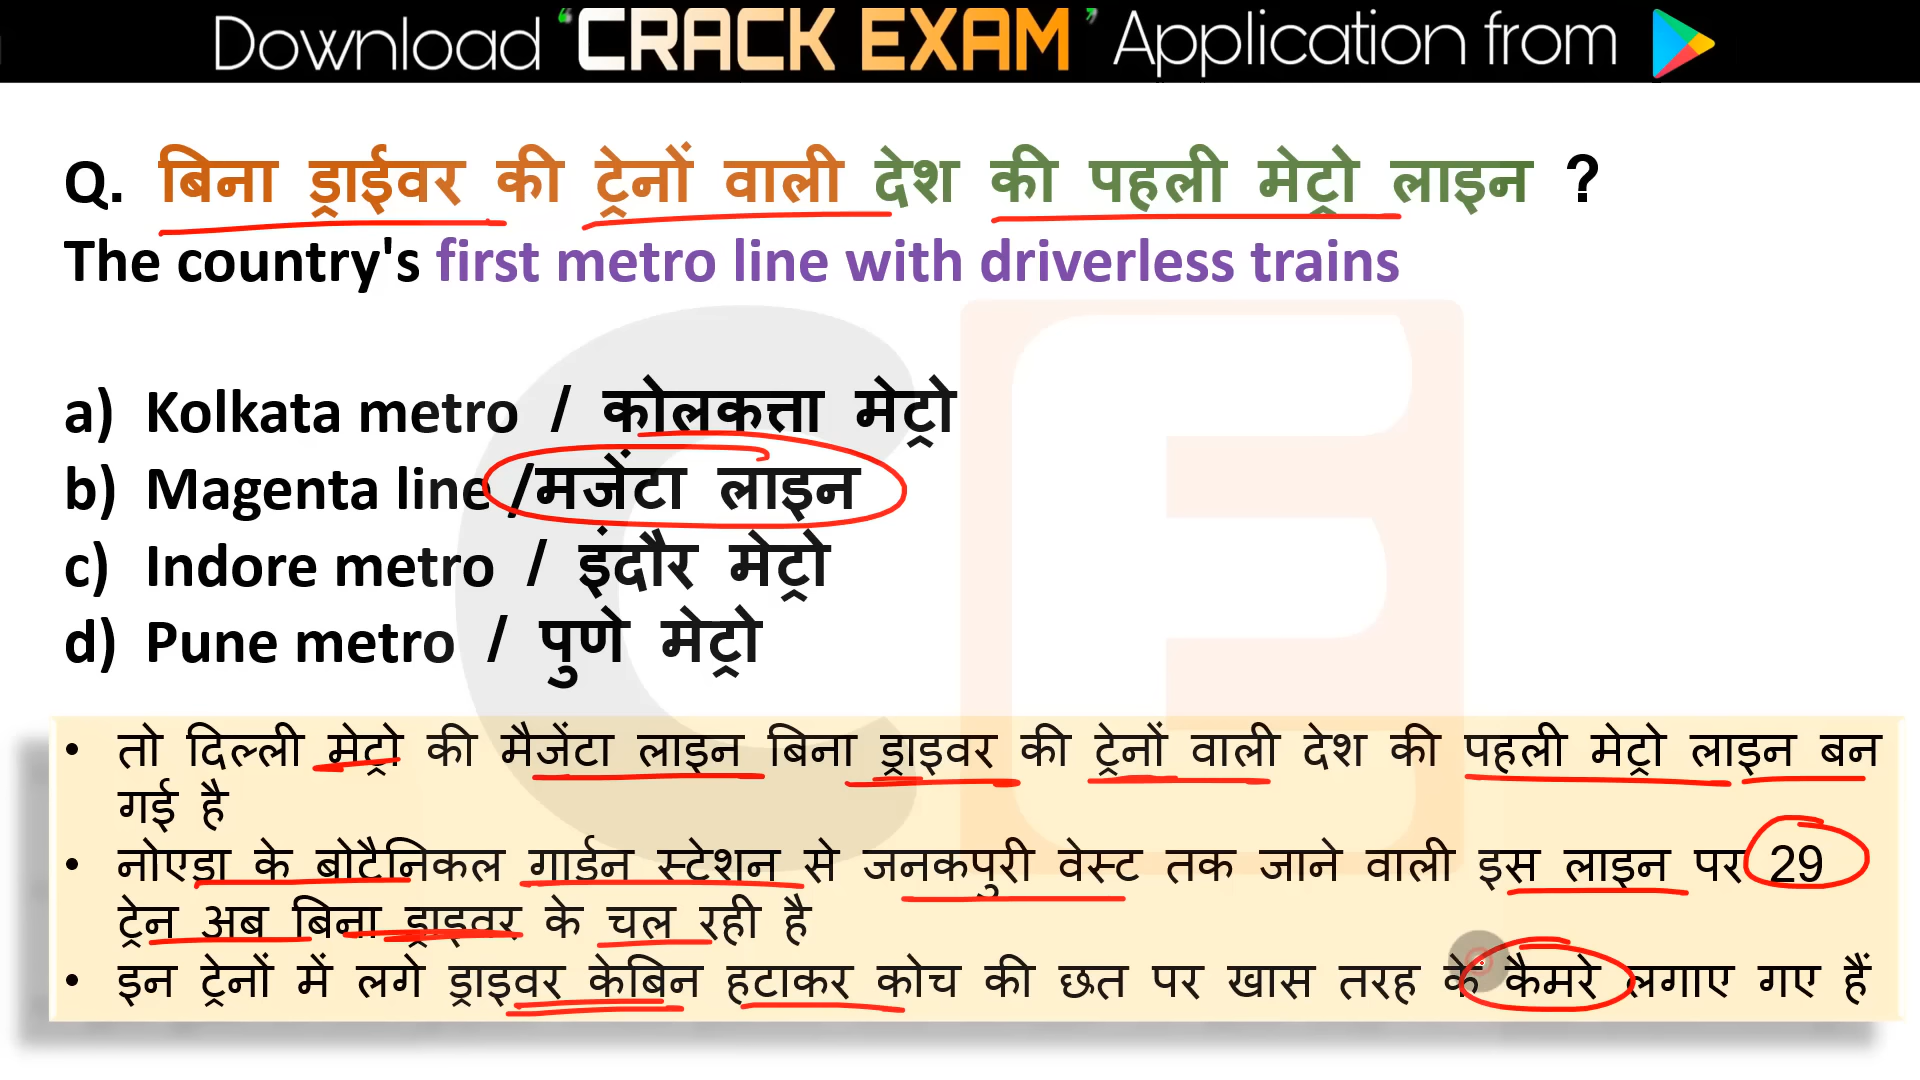 Download “CRACK EXAM” Application from
Q. बिना ड्राईवर की ट्रेनों वाली देश की पहली मेट्रो लाइन ?
The country's first metro line with driverless trains
a) Kolkata metro / कोलकत्ता मेट्रो
b) Magenta line /मजेंटा लाइन
c) Indore metro / इंदौर मेट्रो
d) Pune metro / पुणे मेट्रो
• तो दिल्ली मेट्रो की मैजेंटा लाइन बिना ड्राइवर की ट्रेनों वाली देश की पहली मेट्रो लाइन बन
गई है
• नोएडा के बोटैनिकल गार्डन स्टेशन से जनकपुरी वेस्ट तक जाने वाली इस लाइन पर 29
ट्रेन अब बिना ड्राइवर के चल रही है
• इन ट्रेनों में लगे ड्राइवर केबिन हटाकर कोच की छत पर खास तरह के कैमरे लगाए गए हैं